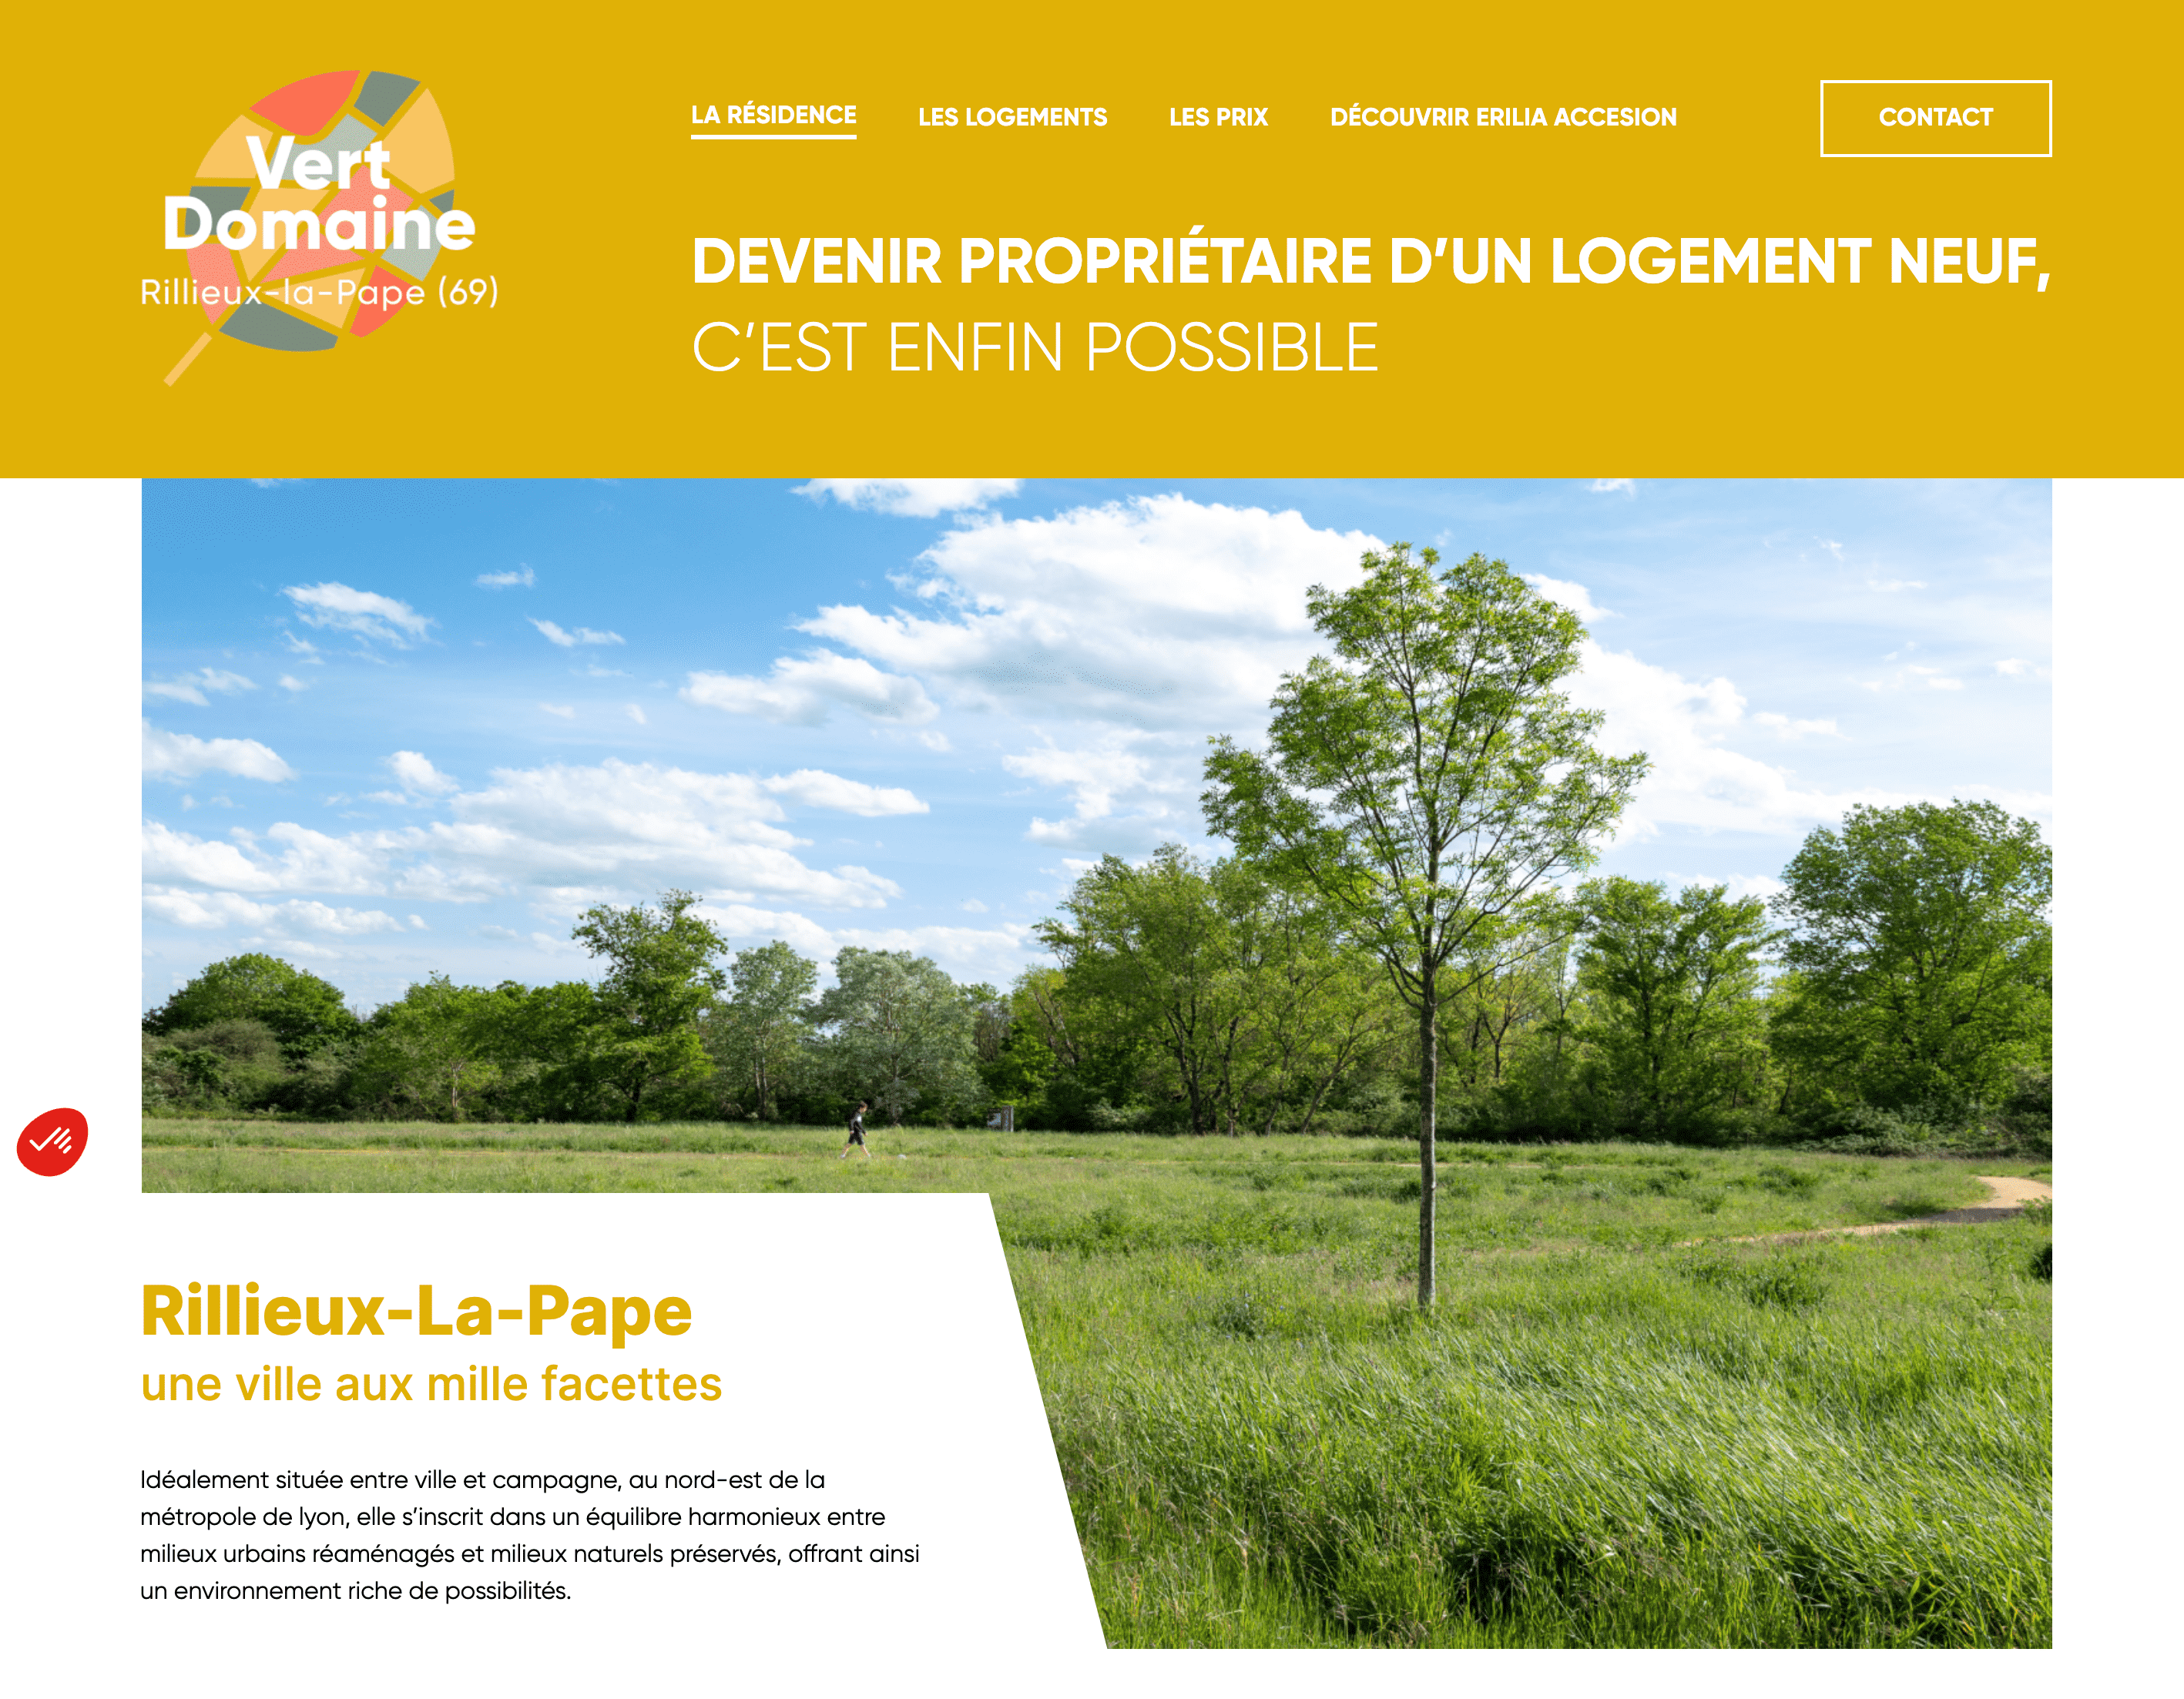 Vert
Domaine
Rillieux-la-Pape (69)
LA RÉSIDENCE
LES LOGEMENTS
LES PRIX
DÉCOUVRIR ERILIA ACCESION
CONTACT
DEVENIR PROPRIÉTAIRE D’UN LOGEMENT NEUF,
C’EST ENFIN POSSIBLE
Rillieux-La-Pape
une ville aux mille facettes
Idéalement située entre ville et campagne, au nord-est de la
métropole de lyon, elle s’inscrit dans un équilibre harmonieux entre
milieux urbains réaménagés et milieux naturels préservés, offrant ainsi
un environnement riche de possibilités.